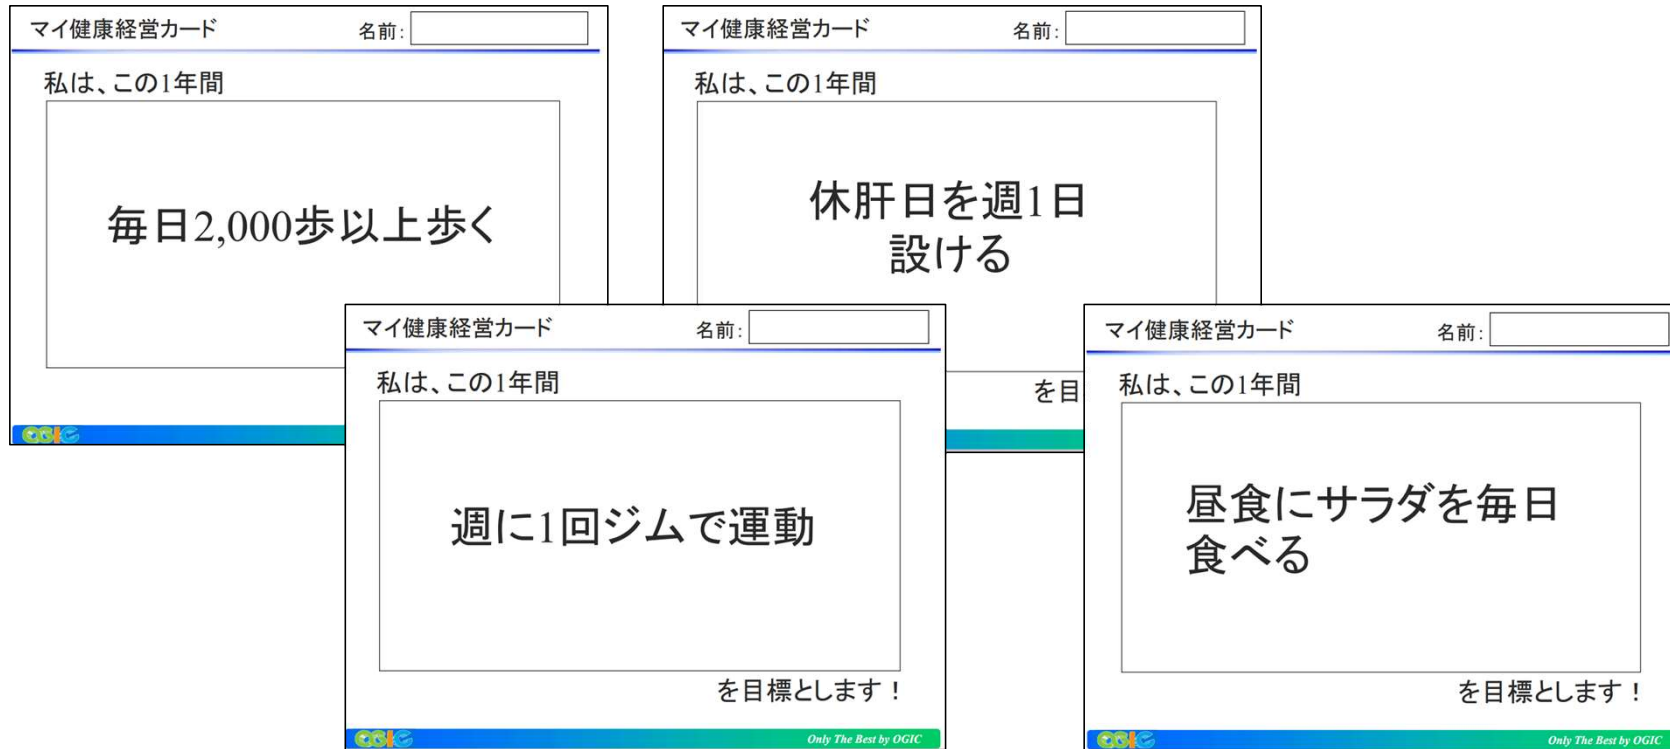 マイ健康経営カード 名前:
私は、この1年間
毎日2,000歩以上歩く
OGIC
マイ健康経営カード 名前:
私は、この1年間
休肝日を週1日
設ける
を目
マイ健康経営カード 名前:
私は、この1年間
週に1回ジムで運動
を目標とします！
OGIC Only The Best by OGIC
マイ健康経営カード 名前:
私は、この1年間
昼食にサラダを毎日
食べる
を目標とします！
OGIC Only The Best by OGIC